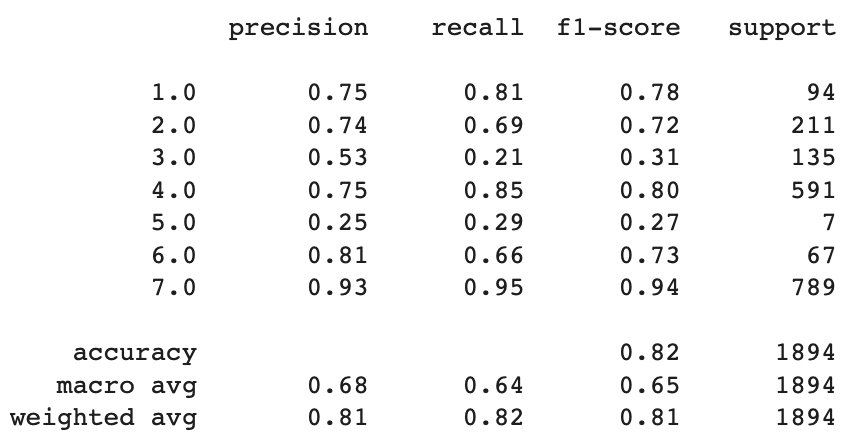 precision recall f1-score support
1.0 0.75 0.81 0.78 94
2.0 0.74 0.69 0.72 211
3.0 0.53 0.21 0.31 135
4.0 0.75 0.85 0.80 591
5.0 0.25 0.29 0.27 7
6.0 0.81 0.66 0.73 67
7.0 0.93 0.95 0.94 789
accuracy 0.82 1894
macro avg 0.68 0.64 0.65 1894
weighted avg 0.81 0.82 0.81 1894